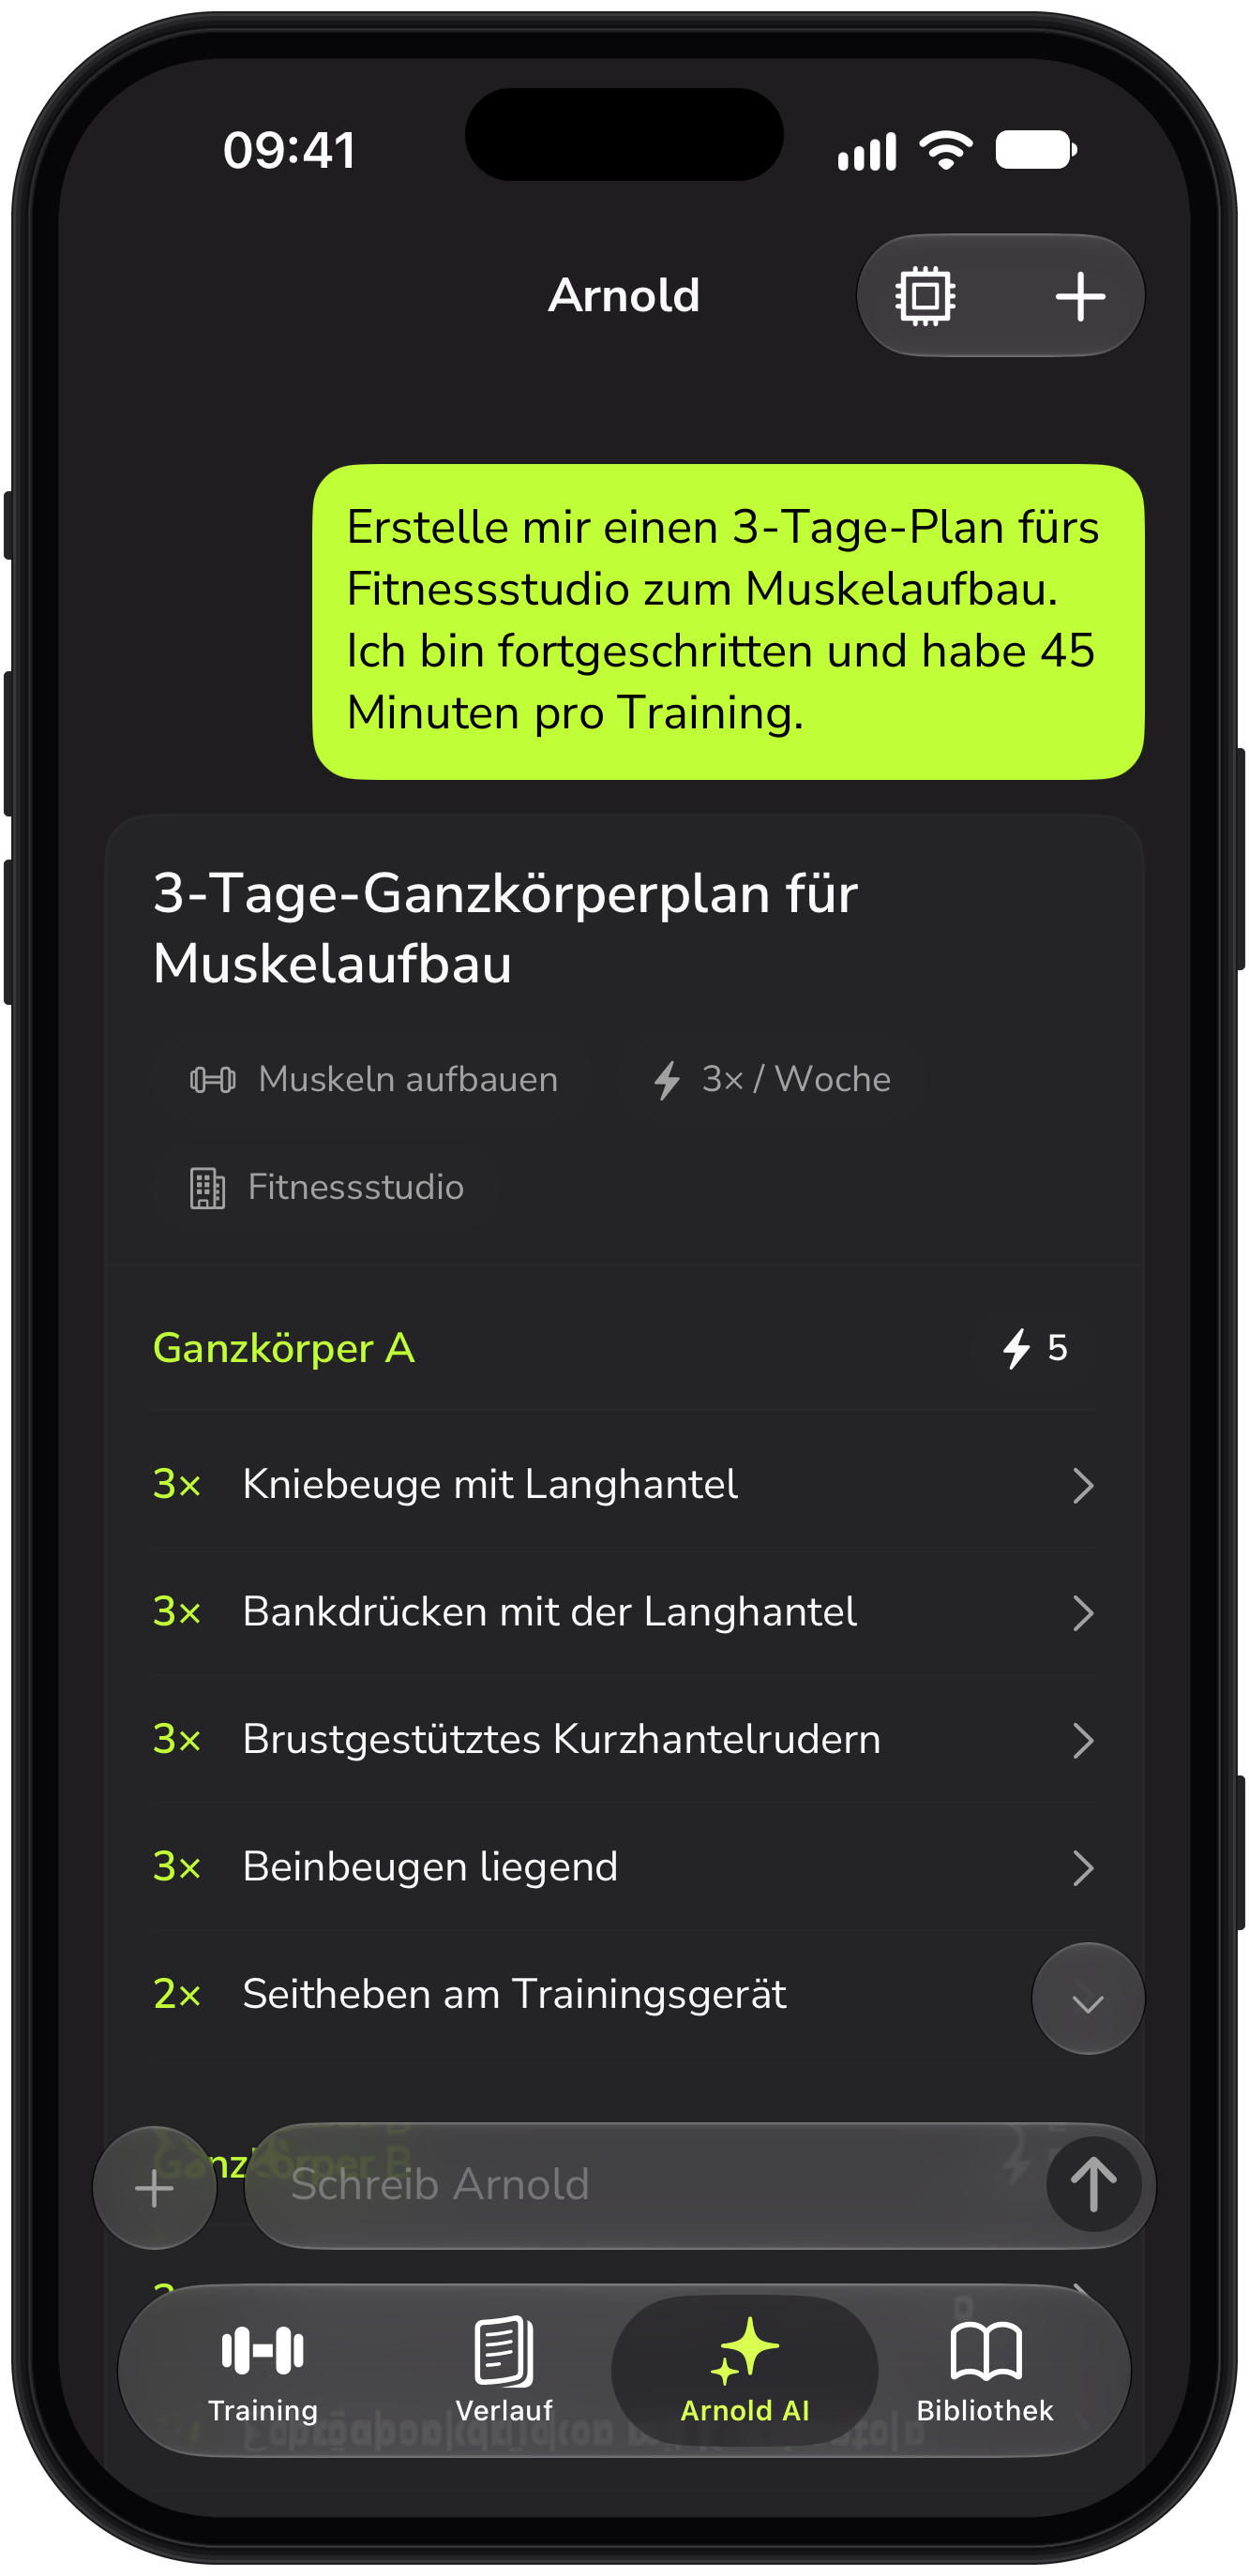 09:41
Arnold
Erstelle mir einen 3-Tage-Plan fürs
Fitnessstudio zum Muskelaufbau.
Ich bin fortgeschritten und habe 45
Minuten pro Training.
3-Tage-Ganzkörperplan für
Muskelaufbau
Muskeln aufbauen
3× / Woche
Fitnessstudio
Ganzkörper A
5
3× Kniebeuge mit Langhantel
3× Bankdrücken mit der Langhantel
3× Brustgestütztes Kurzhantelrudern
3× Beinbeugen liegend
2× Seitheben am Trainingsgerät
Ganzkörper B
Schreib Arnold
Training
Verlauf
Arnold AI
Bibliothek